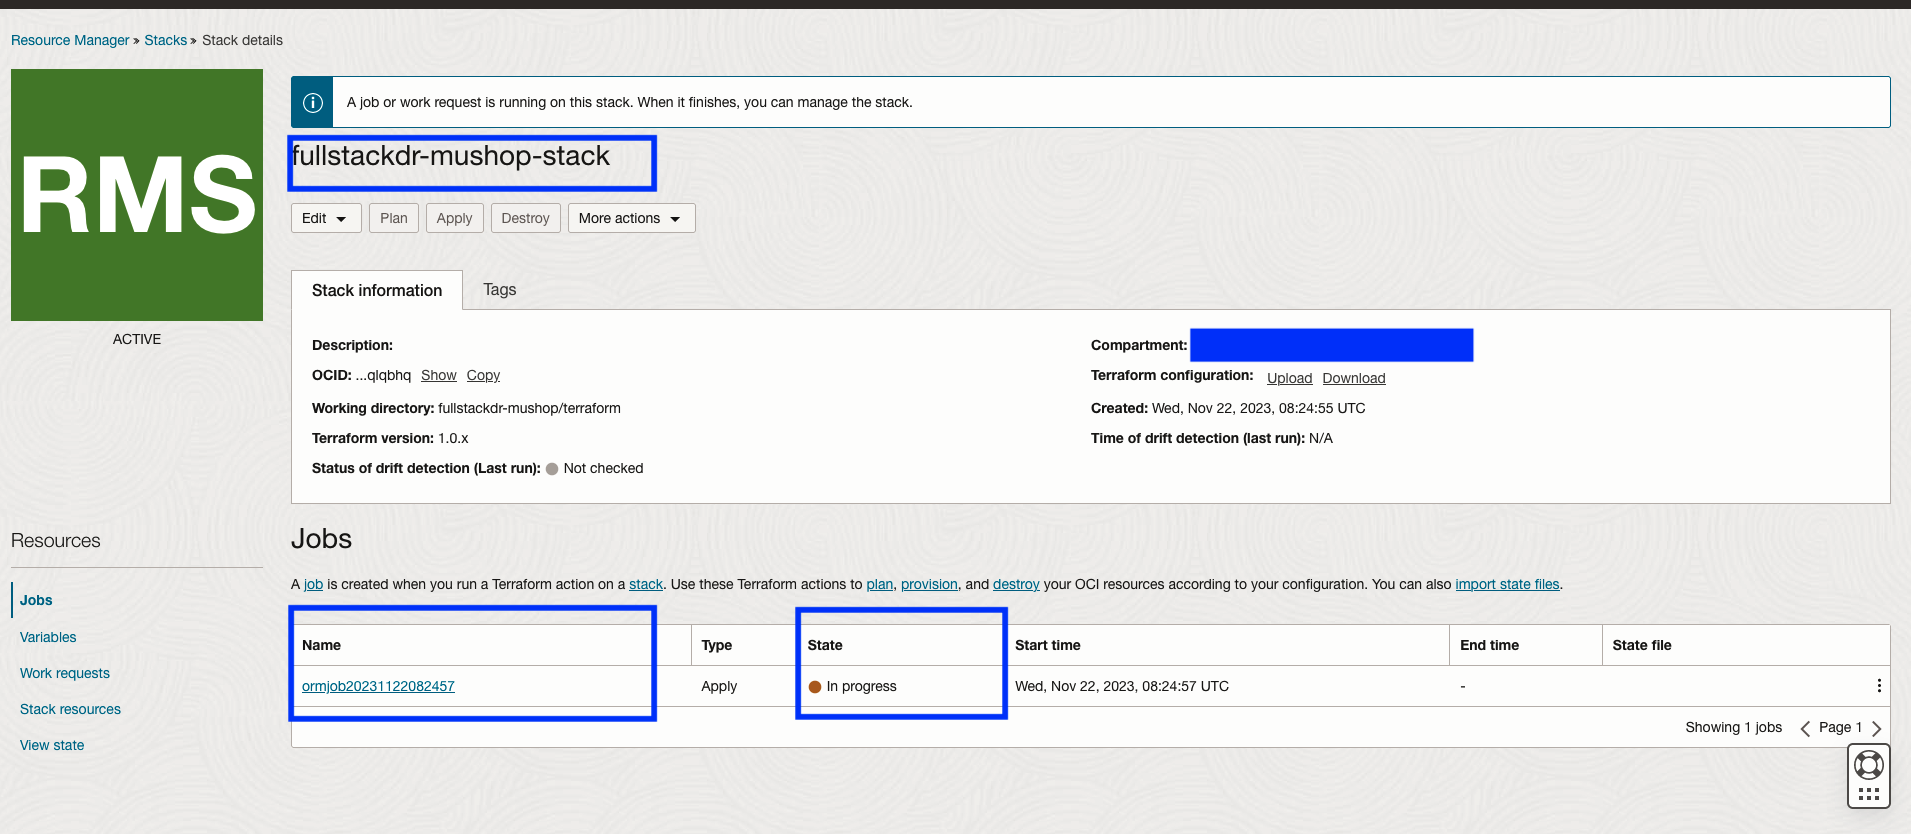 Resource Manager » Stacks » Stack details
RMS
ACTIVE
A job or work request is running on this stack. When it finishes, you can manage the stack.
fullstackdr-mushop-stack
Edit Plan Apply Destroy More actions
Stack information Tags
Description:
OCID: ...qlqbhq Show Copy
Working directory: fullstackdr-mushop/terraform
Terraform version: 1.0.x
Status of drift detection (Last run): Not checked
Compartment:
Terraform configuration: Upload Download
Created: Wed, Nov 22, 2023, 08:24:55 UTC
Time of drift detection (last run): N/A
Resources
Jobs
Variables
Work requests
Stack resources
View state
Jobs
A job is created when you run a Terraform action on a stack. Use these Terraform actions to plan, provision, and destroy your OCI resources according to your configuration. You can also import state files.
Name Type State Start time End time State file
ormjob20231122082457 Apply In progress Wed, Nov 22, 2023, 08:24:57 UTC -
Showing 1 jobs Page 1